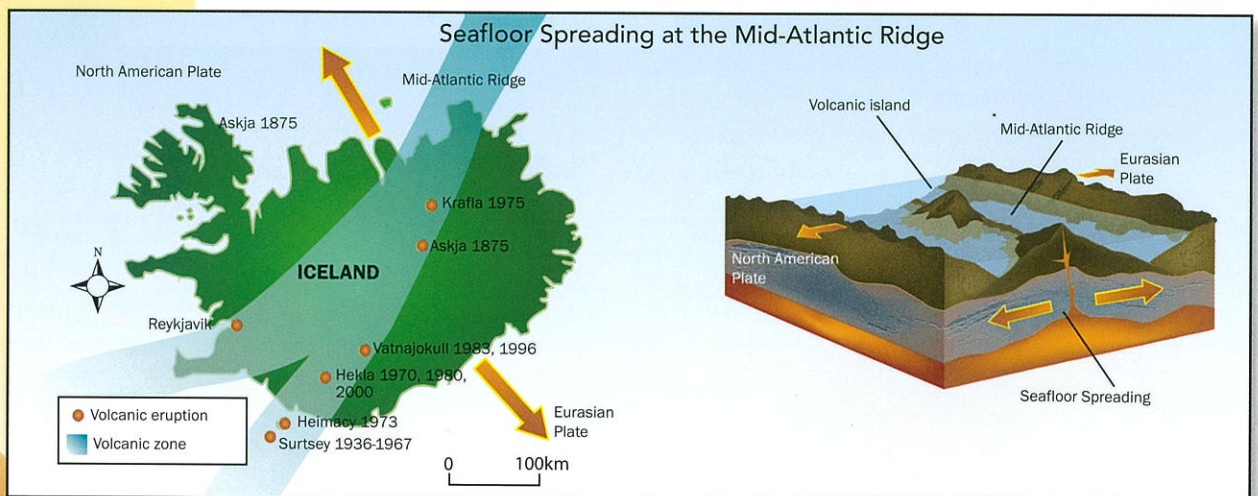 Seafloor Spreading at the Mid-Atlantic Ridge
North American Plate
Mid-Atlantic Ridge
Askja 1875
Krafla 1975
Askja 1875
ICELAND
N
Reykjavik
Vatnajokull 1983, 1996
Hekla 1970, 1980,
2000
Heimacy 1973
Surtsey 1936-1967
Eurasian
Plate
Volcanic eruption
Volcanic zone
0 100km
Volcanic island
Mid-Atlantic Ridge
Eurasian
Plate
North American
Plate
Seafloor Spreading